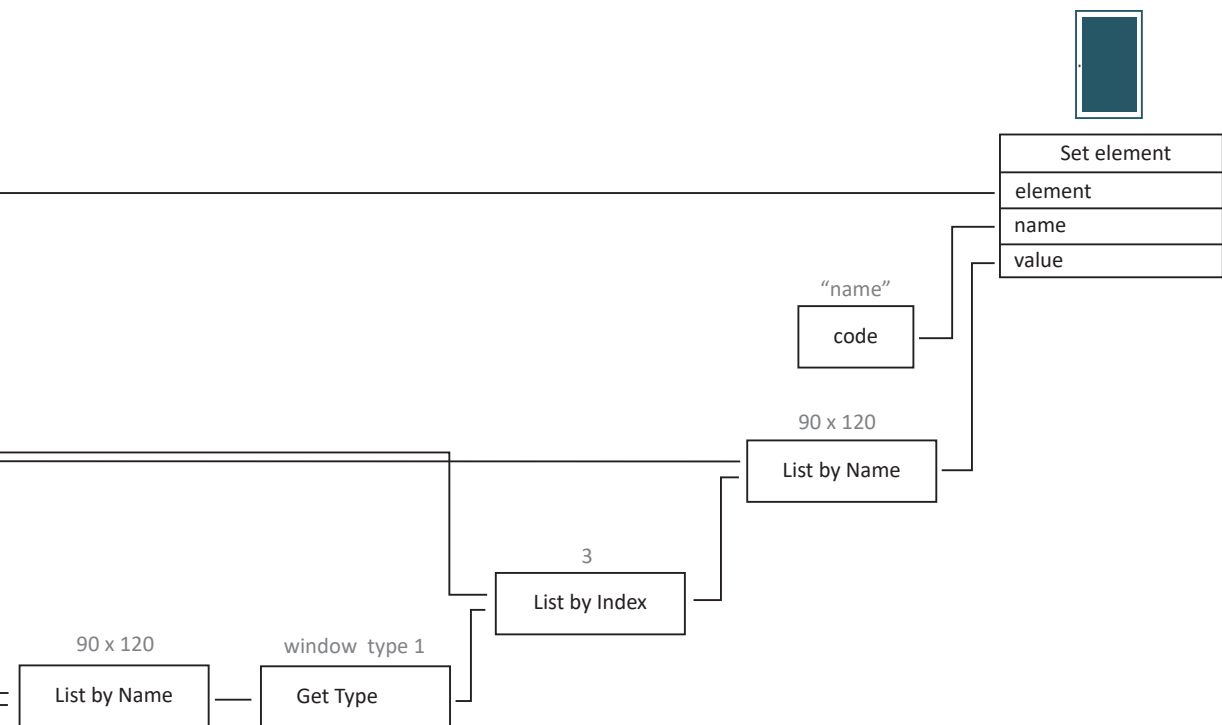 Set element
element
name
value
“name”
code
90 x 120
List by Name
3
List by Index
90 x 120
List by Name
window type 1
Get Type